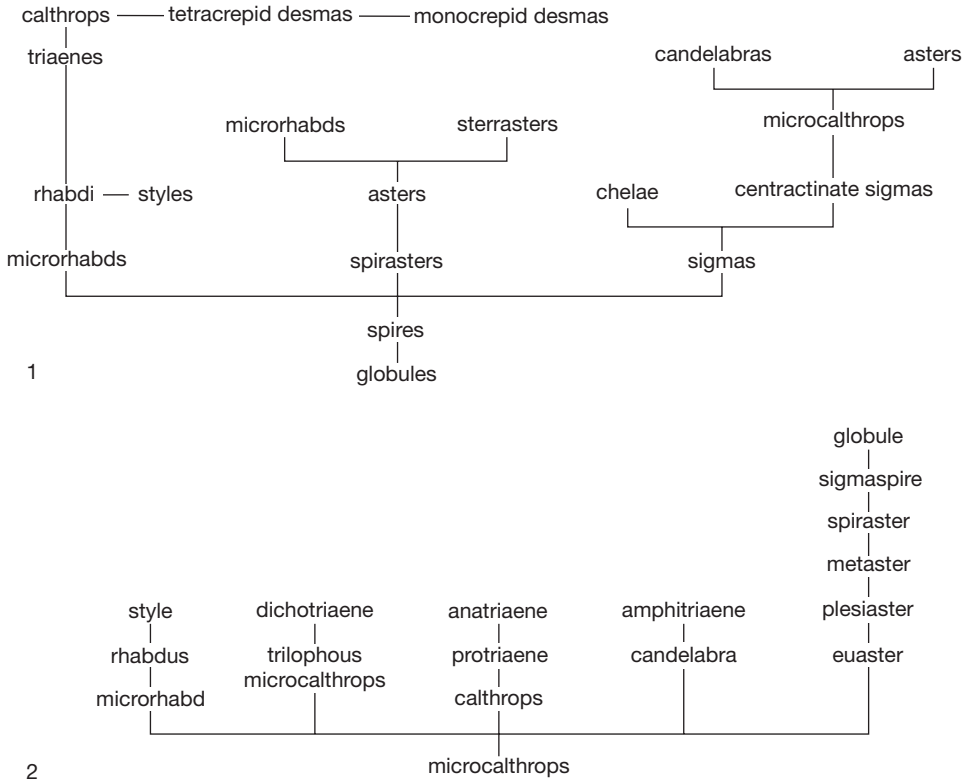 calthrops tetracrepid desmas monocrepid desmas
triaenes candelabras asters
microrhabds sterrasters microcalthrops
rhabdi styles asters chelae centractinate sigmas
microrhabds spirasters sigmas
spires
1 globules
globule
sigmaspire
spiraster
metaster
style dichotriaene anatriaene amphitriaene plesiaster
rhabdus trilophous protriaene candelabra euaster
microcalthrops
microrhabd calthrops
2 microcalthrops